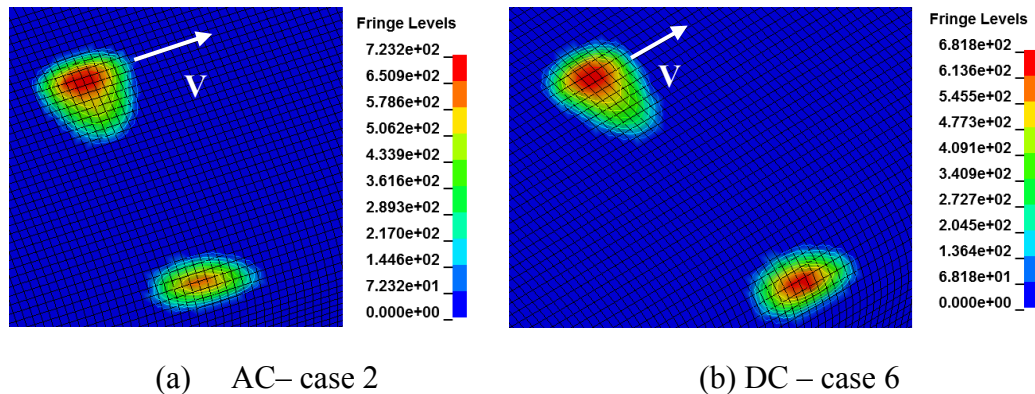 Fringe Levels
7.232e+02
6.509e+02
5.786e+02
5.062e+02
4.339e+02
3.616e+02
2.893e+02
2.170e+02
1.446e+02
7.232e+01
0.000e+00
V
Fringe Levels
6.818e+02
6.136e+02
5.455e+02
4.773e+02
4.091e+02
3.409e+02
2.727e+02
2.045e+02
1.364e+02
6.818e+01
0.000e+00
V
(a) AC– case 2
(b) DC – case 6